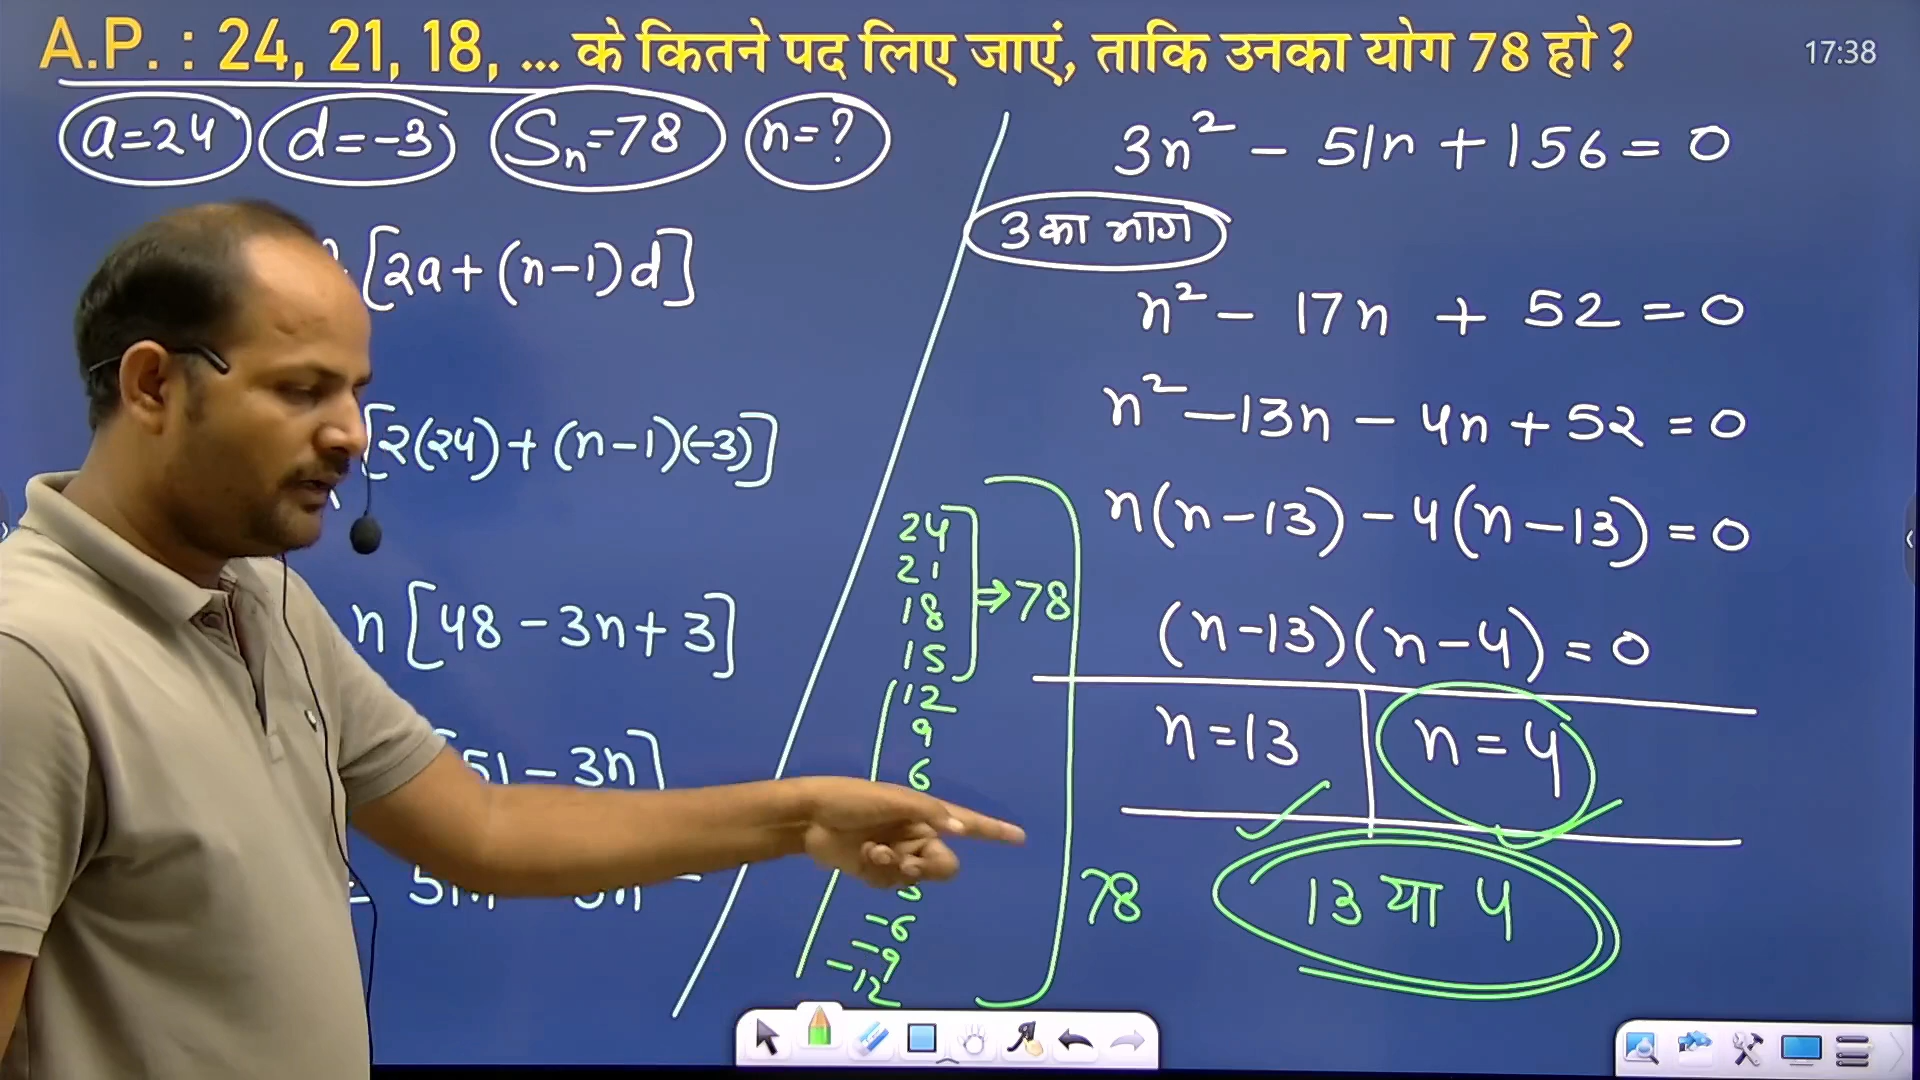 A.P. : 24, 21, 18, ... के कितने पद लिए जाएं, ताकि उनका योग 78 हो ?
17:38
a=24 d=-3 Sn=78 n=?
[2a+(n-1)d]
[2(24)+(n-1)(-3)]
n[48-3n+3]
51-3n]
24
21
18
15
→78
12
9
6
-6
-9
-12
78
3n²-51n+156=0
3 का भाग
n²-17n+52=0
n²-13n-4n+52=0
n(n-13)-4(n-13)=0
(n-13)(n-4)=0
n=13 n=4
13 या 4